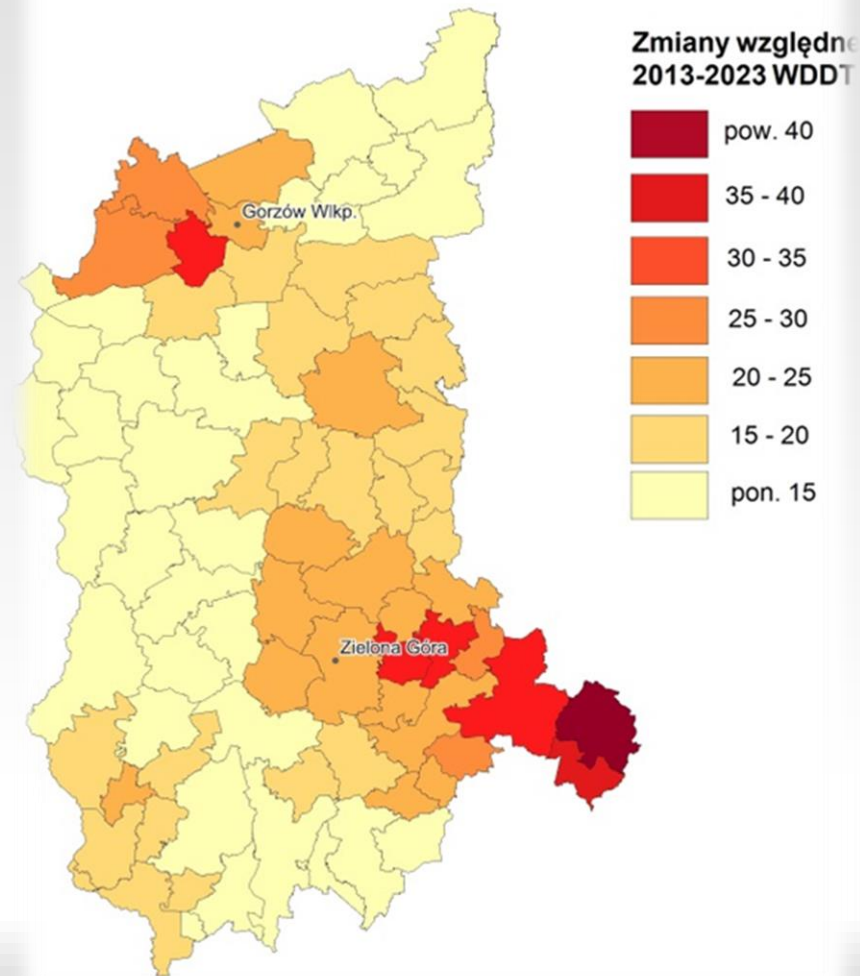 Zmiany względne
2013-2023 WDDT
pow. 40
35 - 40
30 - 35
25 - 30
20 - 25
15 - 20
pon. 15
Gorzów Wlkp.
Zielona Góra